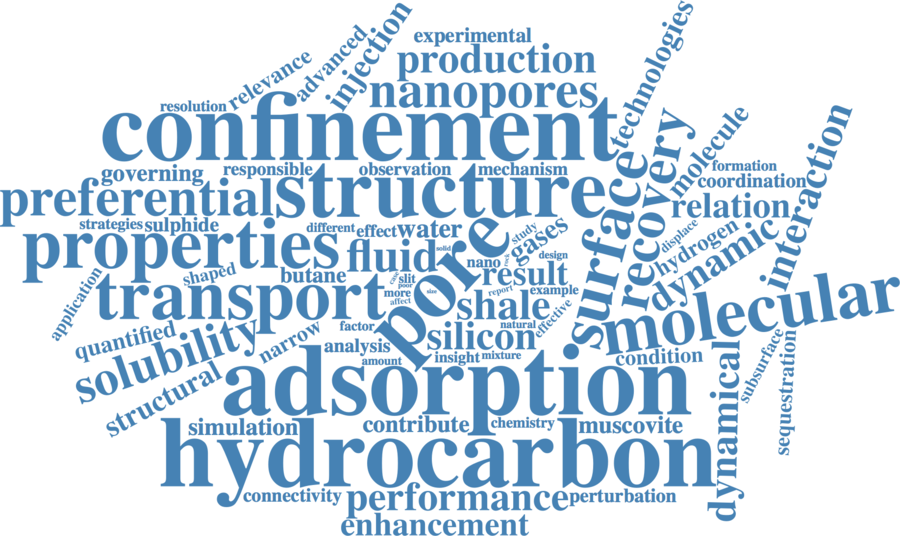 experimental
production
nanopores
injection
advanced
relevance
resolution
technologies
confinement
governing
responsible
observation
mechanism
molecule
formation
coordination
interaction
preferential
structure
surface
recovery
relation
strategies
sulphide
different
effect
water
pore
study
gases
displace
hydrogen
dynamic
properties
fluid
solid
rock
design
nano
result
shaped
butane
slit
poor
more
affect
size
report
example
application
transport
shale
natural
effective
silicon
molecular
quantified
solubility
narrow
factor
analysis
amount
insight
mixture
condition
structural
adsorption
dynamical
subsurface
sequestration
simulation
contribute
chemistry
muscovite
hydrocarbon
connectivity
performance
perturbation
enhancement